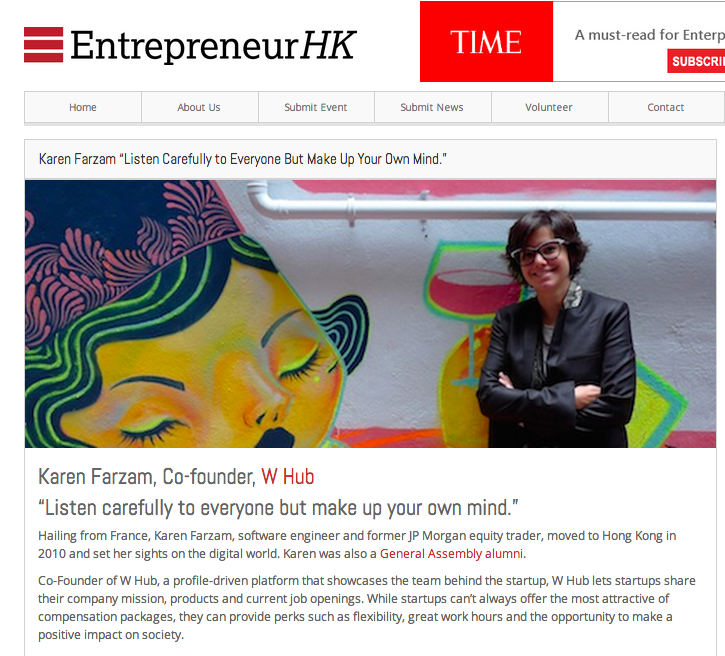 EntrepreneurHK
TIME
A must-read for Enterp
SUBSCRI
Home
About Us
Submit Event
Submit News
Volunteer
Contact
Karen Farzam “Listen Carefully to Everyone But Make Up Your Own Mind.”
Karen Farzam, Co-founder, W Hub
“Listen carefully to everyone but make up your own mind.”
Hailing from France, Karen Farzam, software engineer and former JP Morgan equity trader, moved to Hong Kong in
2010 and set her sights on the digital world. Karen was also a General Assembly alumni.
Co-Founder of W Hub, a profile-driven platform that showcases the team behind the startup, W Hub lets startups share
their company mission, products and current job openings. While startups can’t always offer the most attractive of
compensation packages, they can provide perks such as flexibility, great work hours and the opportunity to make a
positive impact on society.